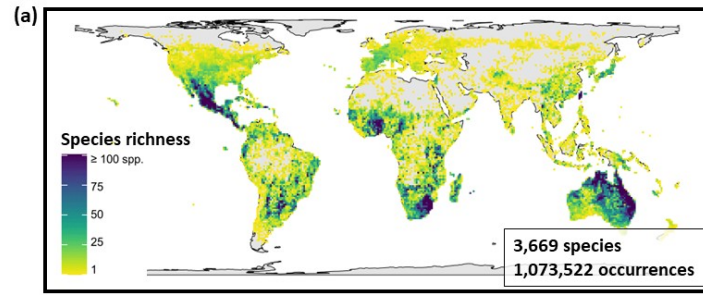 (a)
Species richness
≥ 100 spp.
75
50
25
1
3,669 species
1,073,522 occurrences